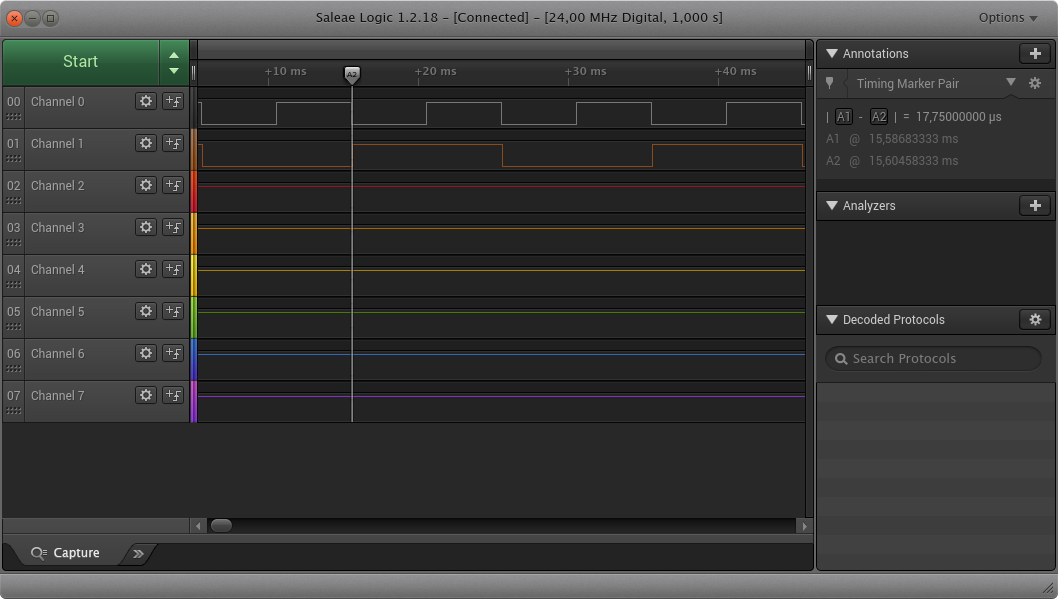 Saleae Logic 1.2.18 - [Connected] - [24,00 MHz Digital, 1,000 s]
Options
Start
+10 ms
+20 ms
+30 ms
+40 ms
A2
00 Channel 0
01 Channel 1
02 Channel 2
03 Channel 3
04 Channel 4
05 Channel 5
06 Channel 6
07 Channel 7
Capture
Annotations
Timing Marker Pair
| A1 - A2 | = 17,75000000 µs
A1 @ 15,58683333 ms
A2 @ 15,60458333 ms
Analyzers
Decoded Protocols
Search Protocols